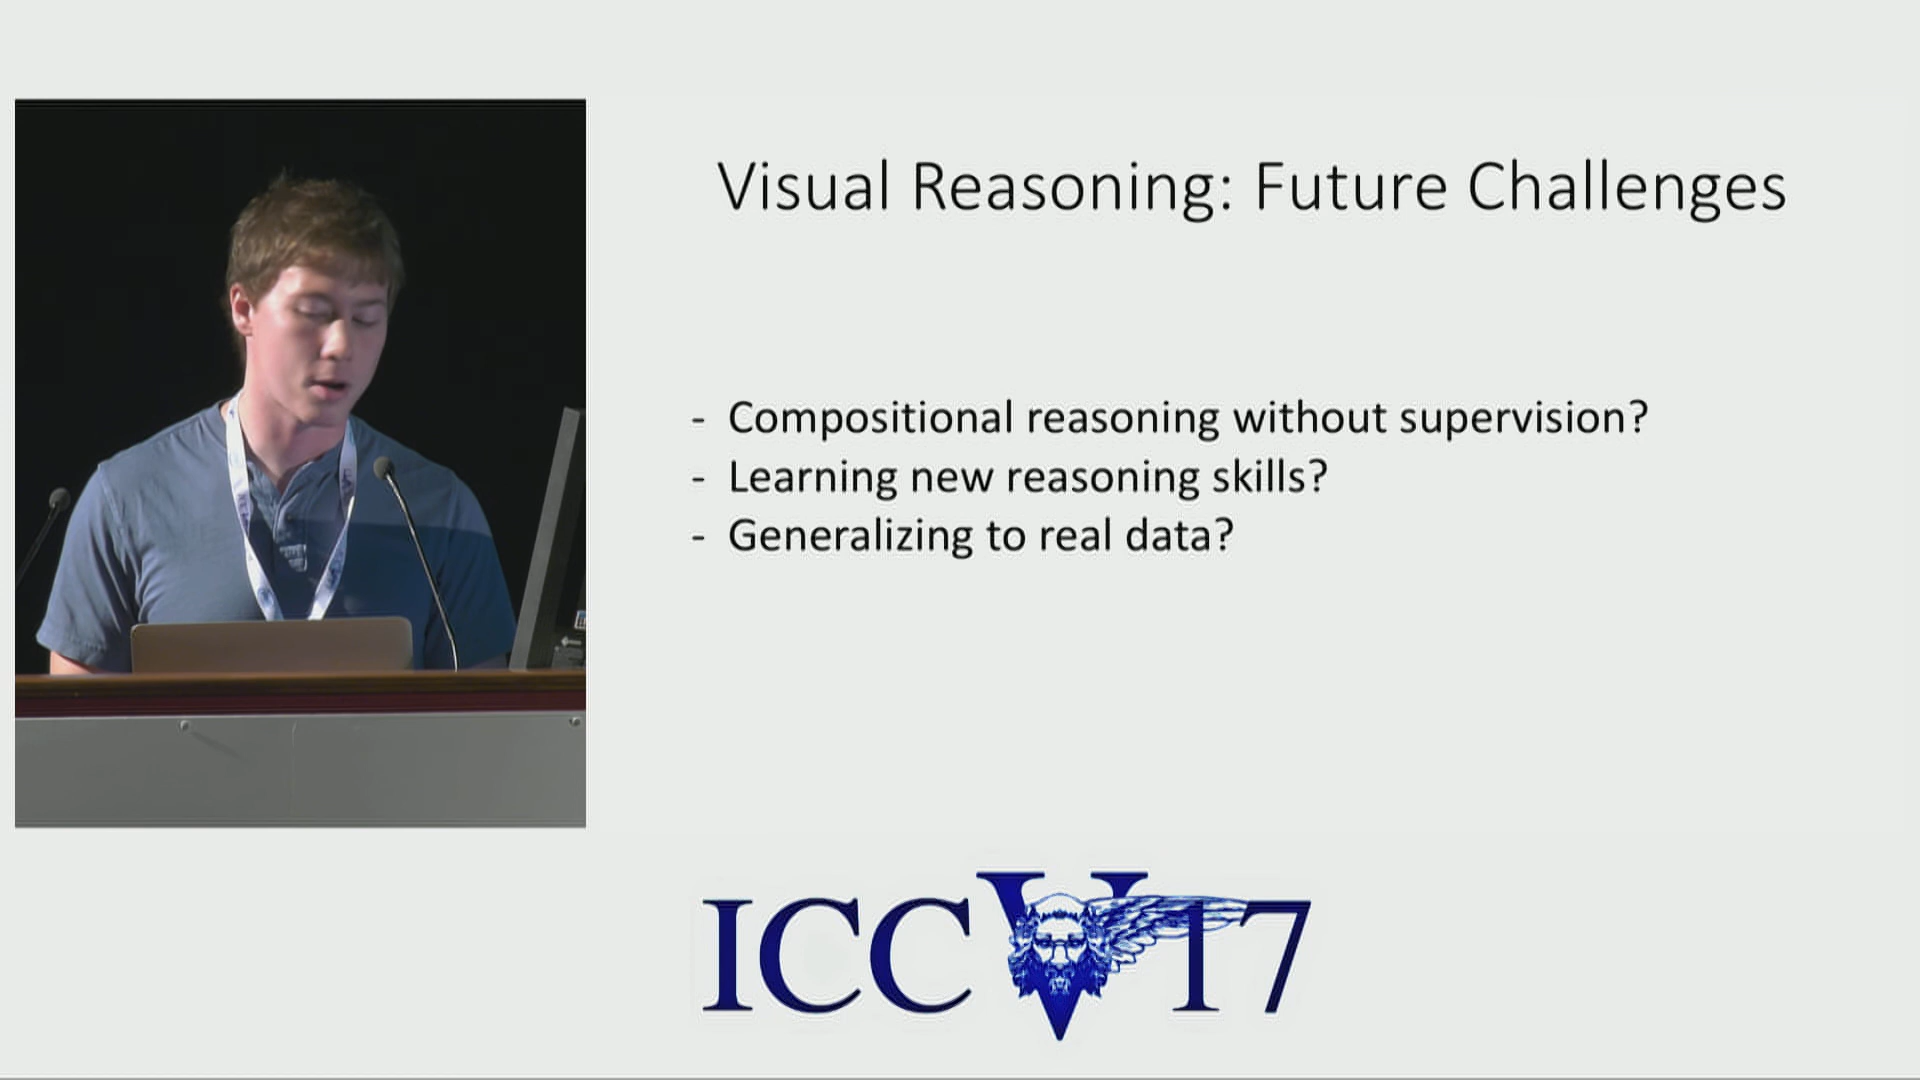 Visual Reasoning: Future Challenges
- Compositional reasoning without supervision?
- Learning new reasoning skills?
- Generalizing to real data?
ICCV17